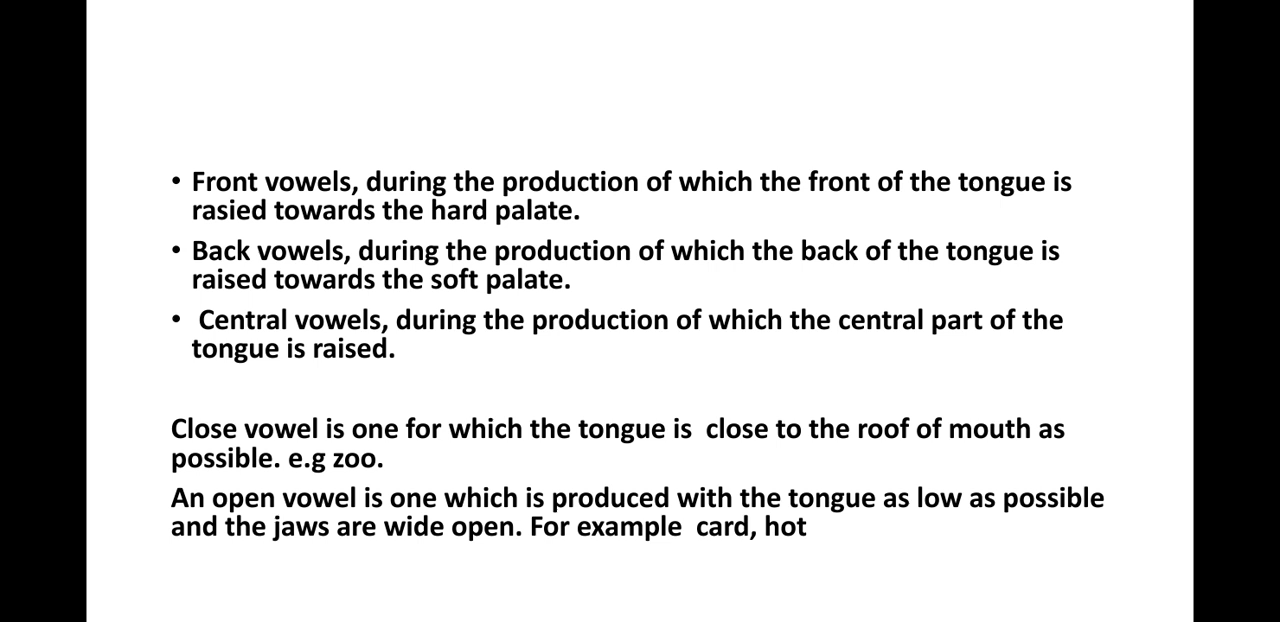 • Front vowels, during the production of which the front of the tongue is
rasied towards the hard palate.
• Back vowels, during the production of which the back of the tongue is
raised towards the soft palate.
• Central vowels, during the production of which the central part of the
tongue is raised.
Close vowel is one for which the tongue is  close to the roof of mouth as
possible. e.g zoo.
An open vowel is one which is produced with the tongue as low as possible
and the jaws are wide open. For example  card, hot